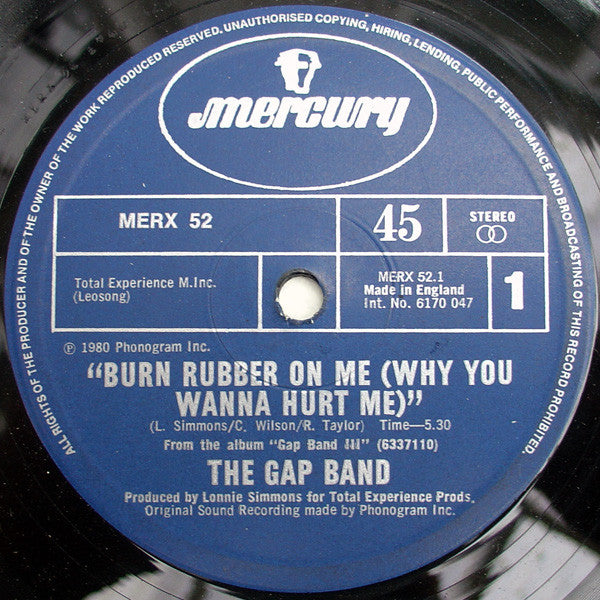 ALL RIGHTS OF THE PRODUCER AND OF THE OWNER OF THE WORK REPRODUCED RESERVED. UNAUTHORISED COPYING, HIRING, LENDING, PUBLIC PERFORMANCE AND BROADCASTING OF THIS RECORD PROHIBITED.
mercury
MERX 52
45
STEREO
Total Experience M.Inc.
(Leosong)
MERX 52.1
Made in England
Int. No. 6170 047
1
℗ 1980 Phonogram Inc.
“BURN RUBBER ON ME (WHY YOU
WANNA HURT ME)”
(L. Simmons/C. Wilson/R. Taylor) Time—5.30
From the album “Gap Band III” (6337110)
THE GAP BAND
Produced by Lonnie Simmons for Total Experience Prods.
Original Sound Recording made by Phonogram Inc.